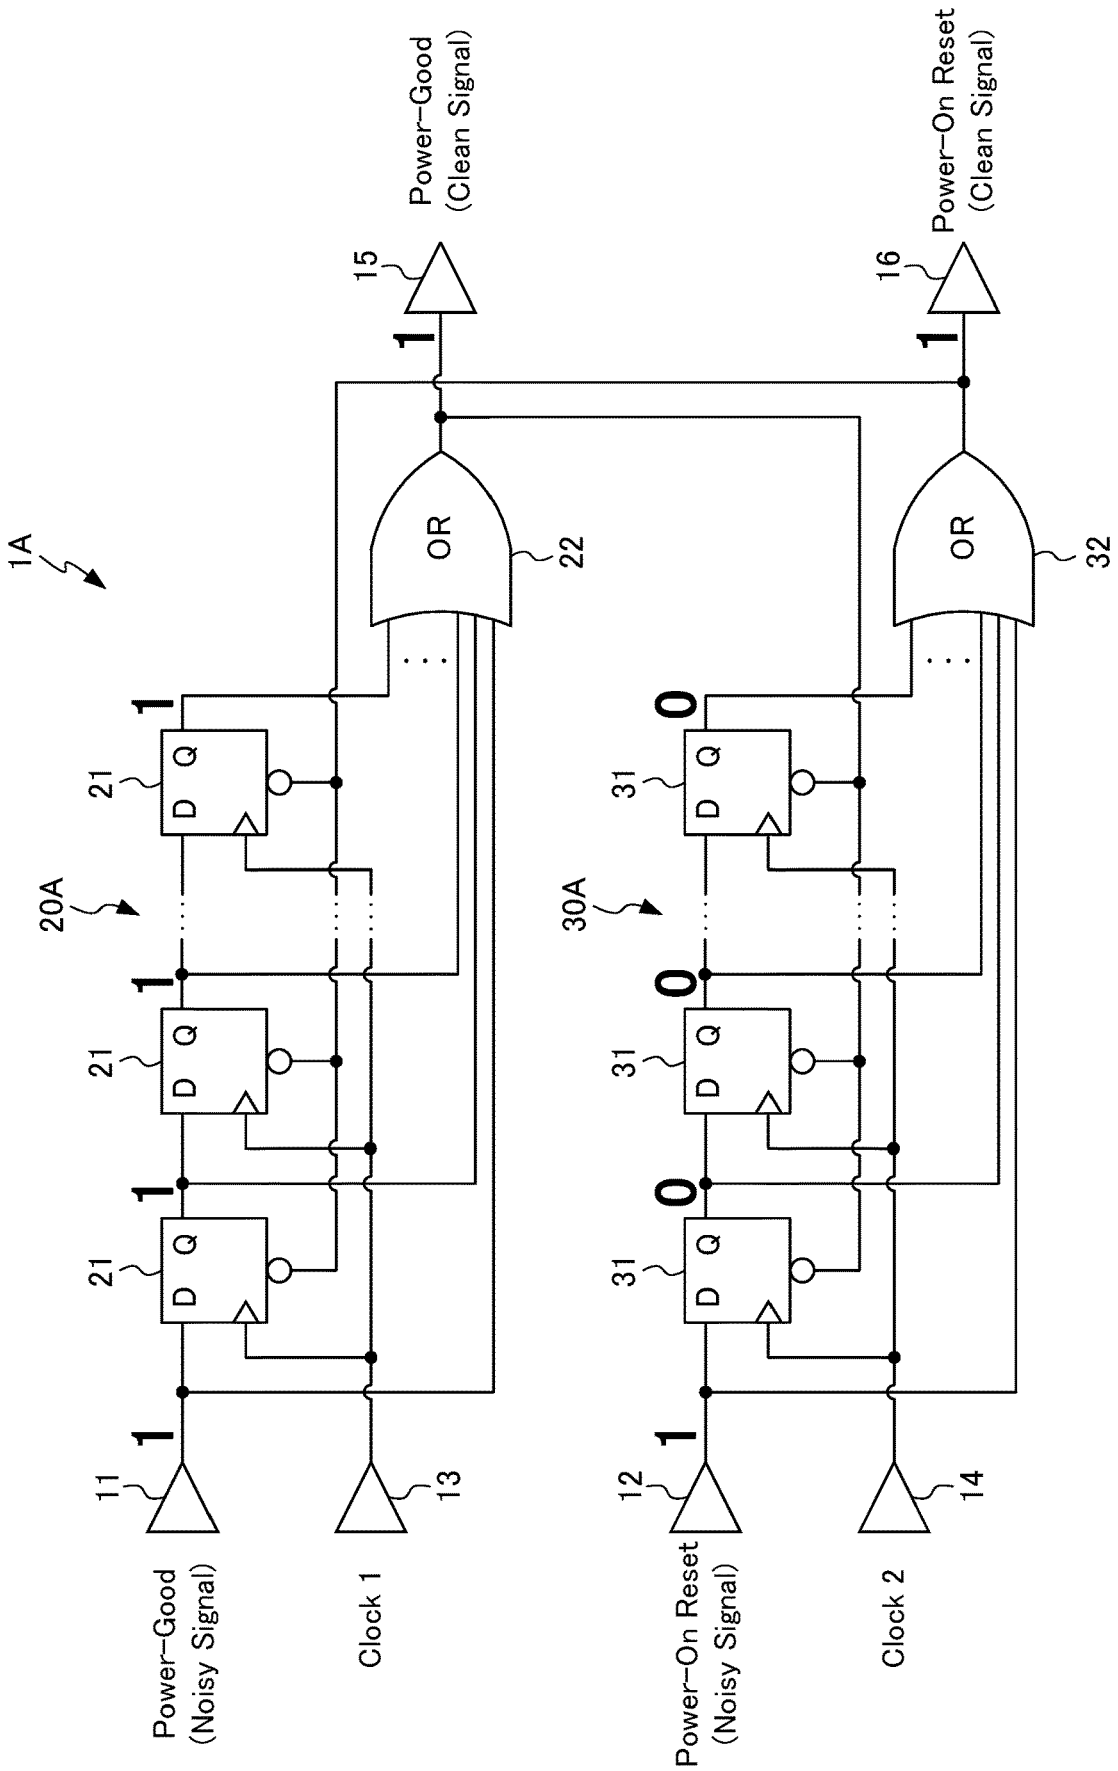 1A
20A
21
21
21
D Q
D Q
D Q
1
1
1
1
11
Power-Good
(Noisy Signal)
13
Clock 1
OR
22
1
15
Power-Good
(Clean Signal)
30A
31
31
31
D Q
D Q
D Q
1
0
0
0
12
Power-On Reset
(Noisy Signal)
14
Clock 2
OR
32
1
16
Power-On Reset
(Clean Signal)